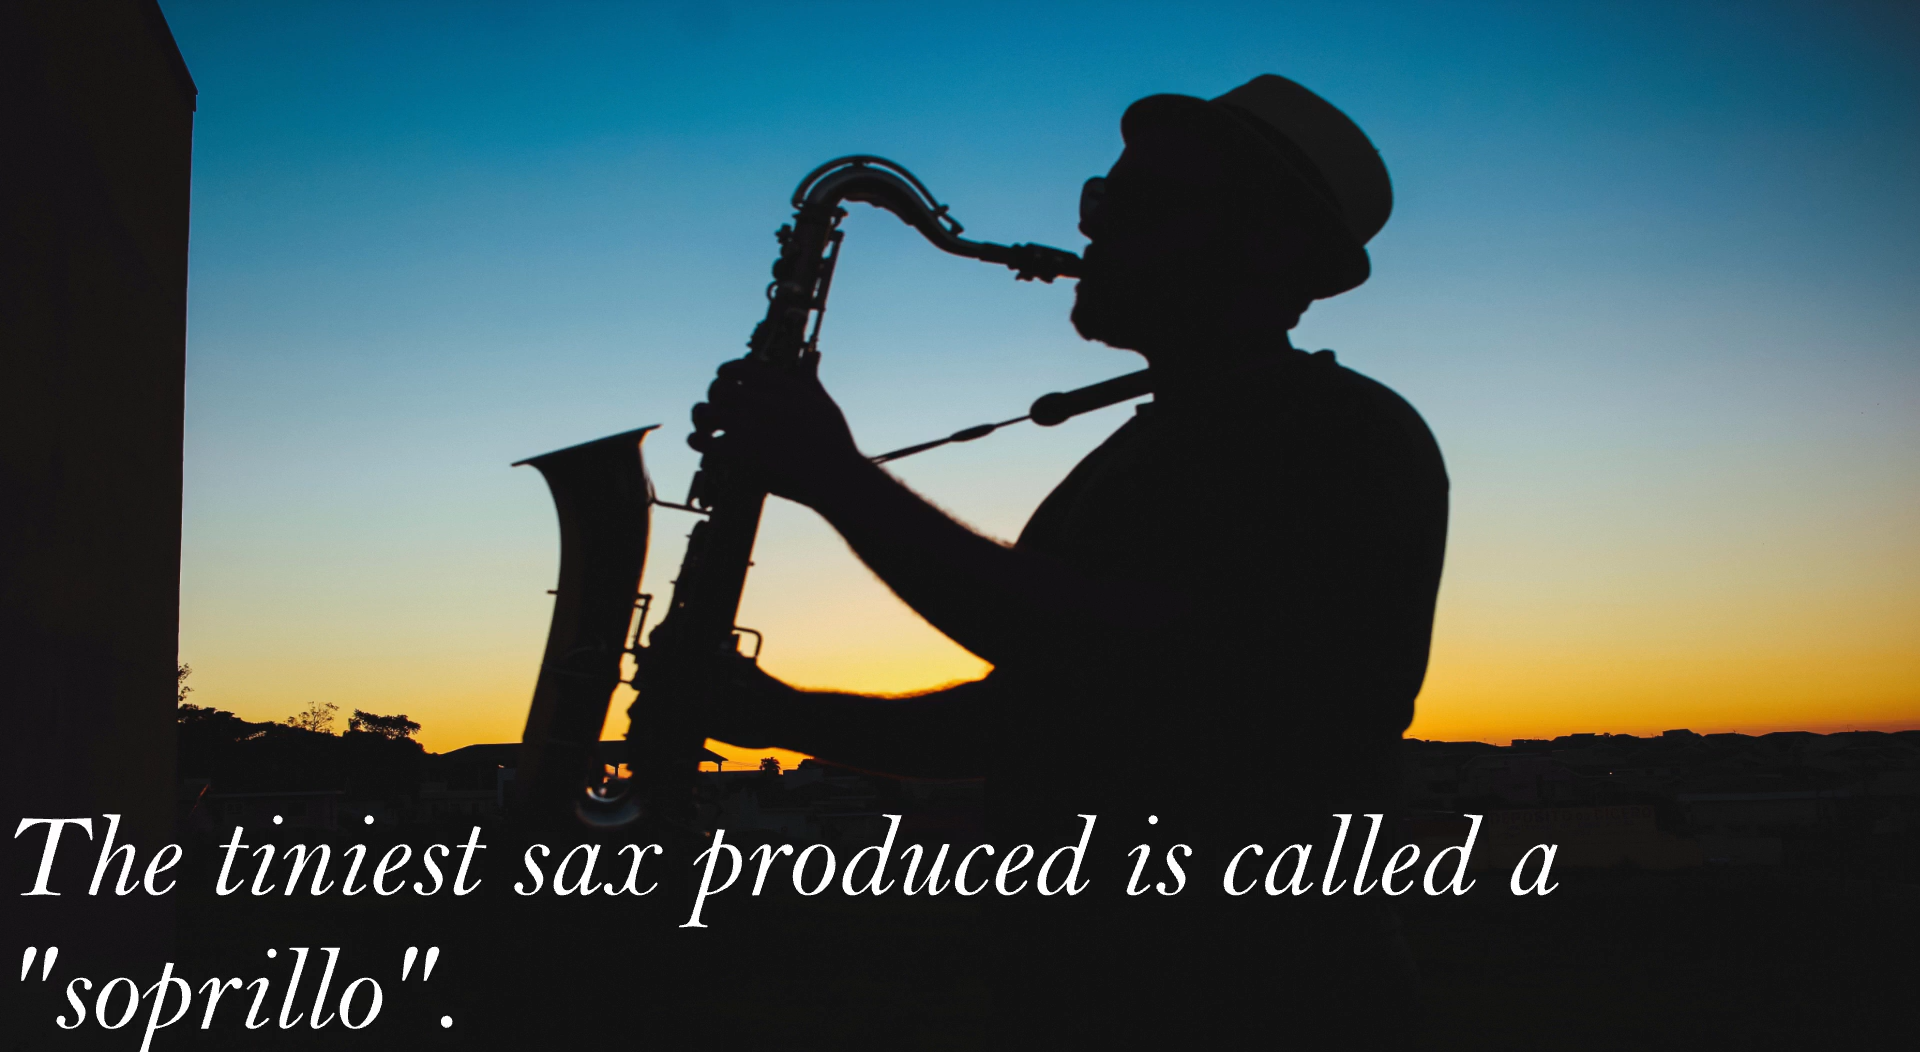 The tiniest sax produced is called a
"soprillo".